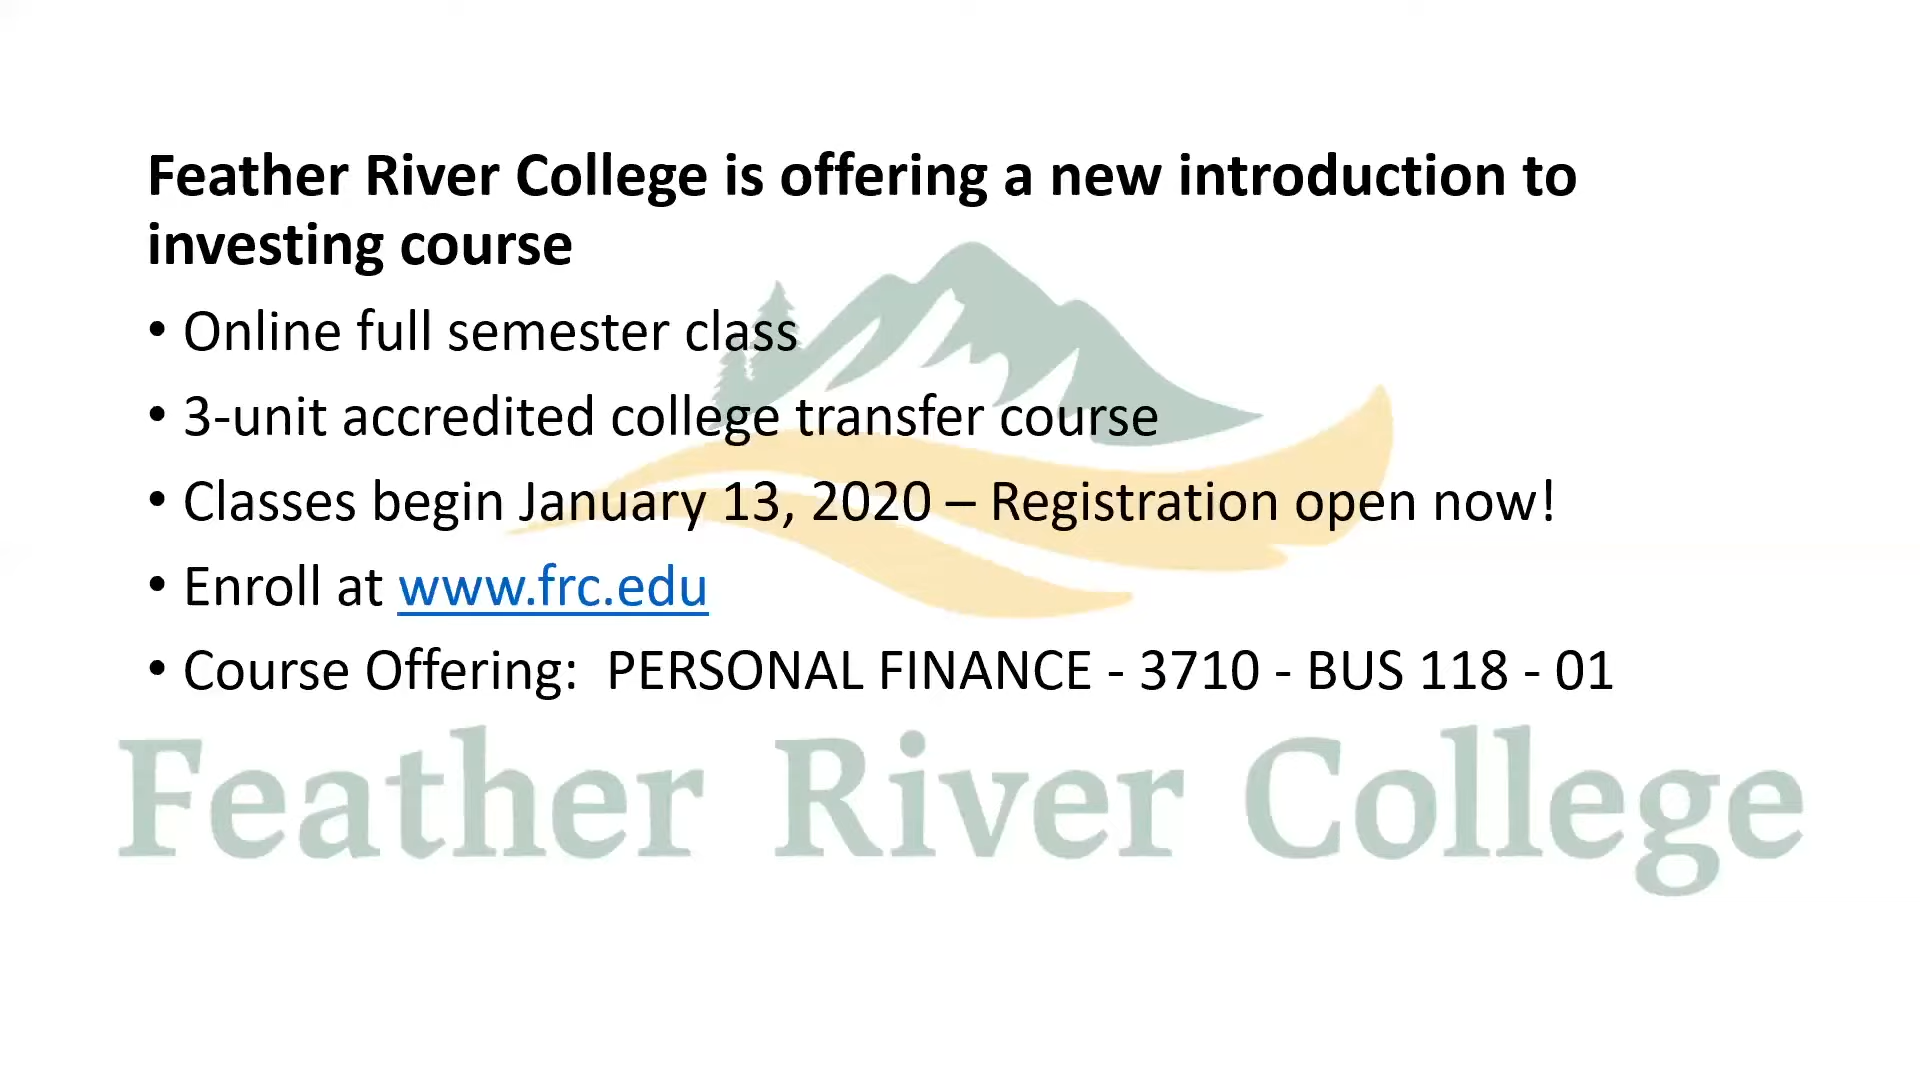 Feather River College is offering a new introduction to
investing course
• Online full semester class
• 3-unit accredited college transfer course
• Classes begin January 13, 2020 – Registration open now!
• Enroll at www.frc.edu
• Course Offering:  PERSONAL FINANCE - 3710 - BUS 118 - 01
Feather River College